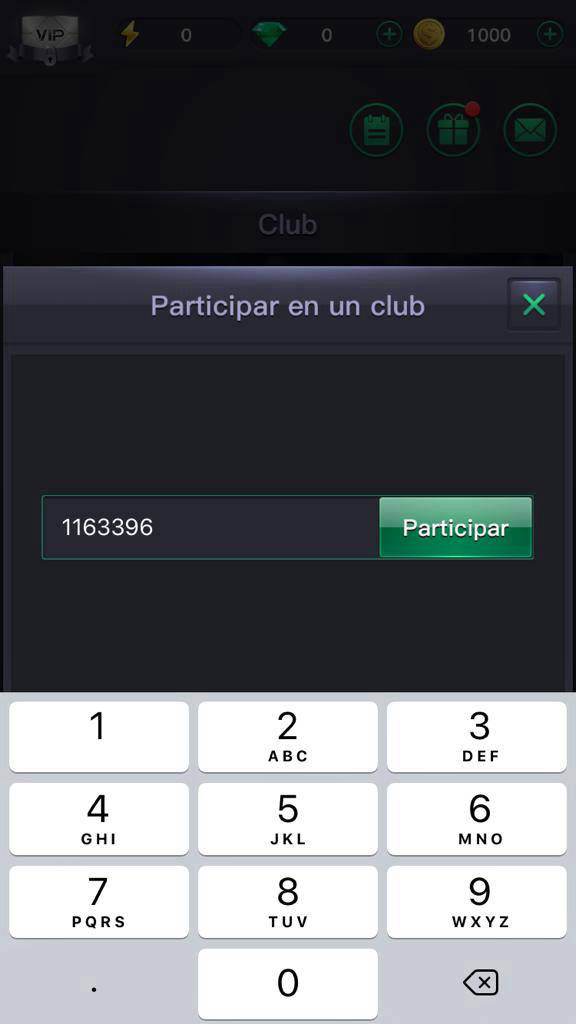 VIP 0 0 1000
Club
Participar en un club
1163396 Participar
1 2 3
ABC DEF
4 5 6
GHI JKL MNO
7 8 9
PQRS TUV WXYZ
. 0